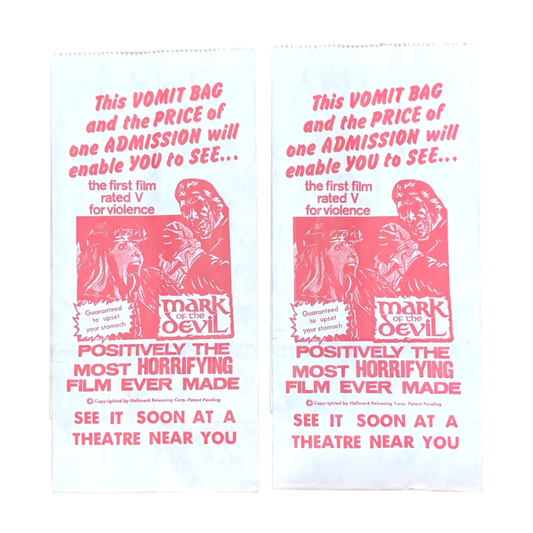 This VOMIT BAG
and the PRICE of
one ADMISSION will
enable YOU to SEE...
the first film
rated V
for violence
Guaranteed
to upset
your stomach
mark
of the
devil
POSITIVELY THE
MOST HORRIFYING
FILM EVER MADE
© Copyrighted by Hallmark Releasing Corp. Patent Pending
SEE IT SOON AT A
THEATRE NEAR YOU
This VOMIT BAG
and the PRICE of
one ADMISSION will
enable YOU to SEE...
the first film
rated V
for violence
Guaranteed
to upset
your stomach
mark
of the
devil
POSITIVELY THE
MOST HORRIFYING
FILM EVER MADE
© Copyrighted by Hallmark Releasing Corp. Patent Pending
SEE IT SOON AT A
THEATRE NEAR YOU